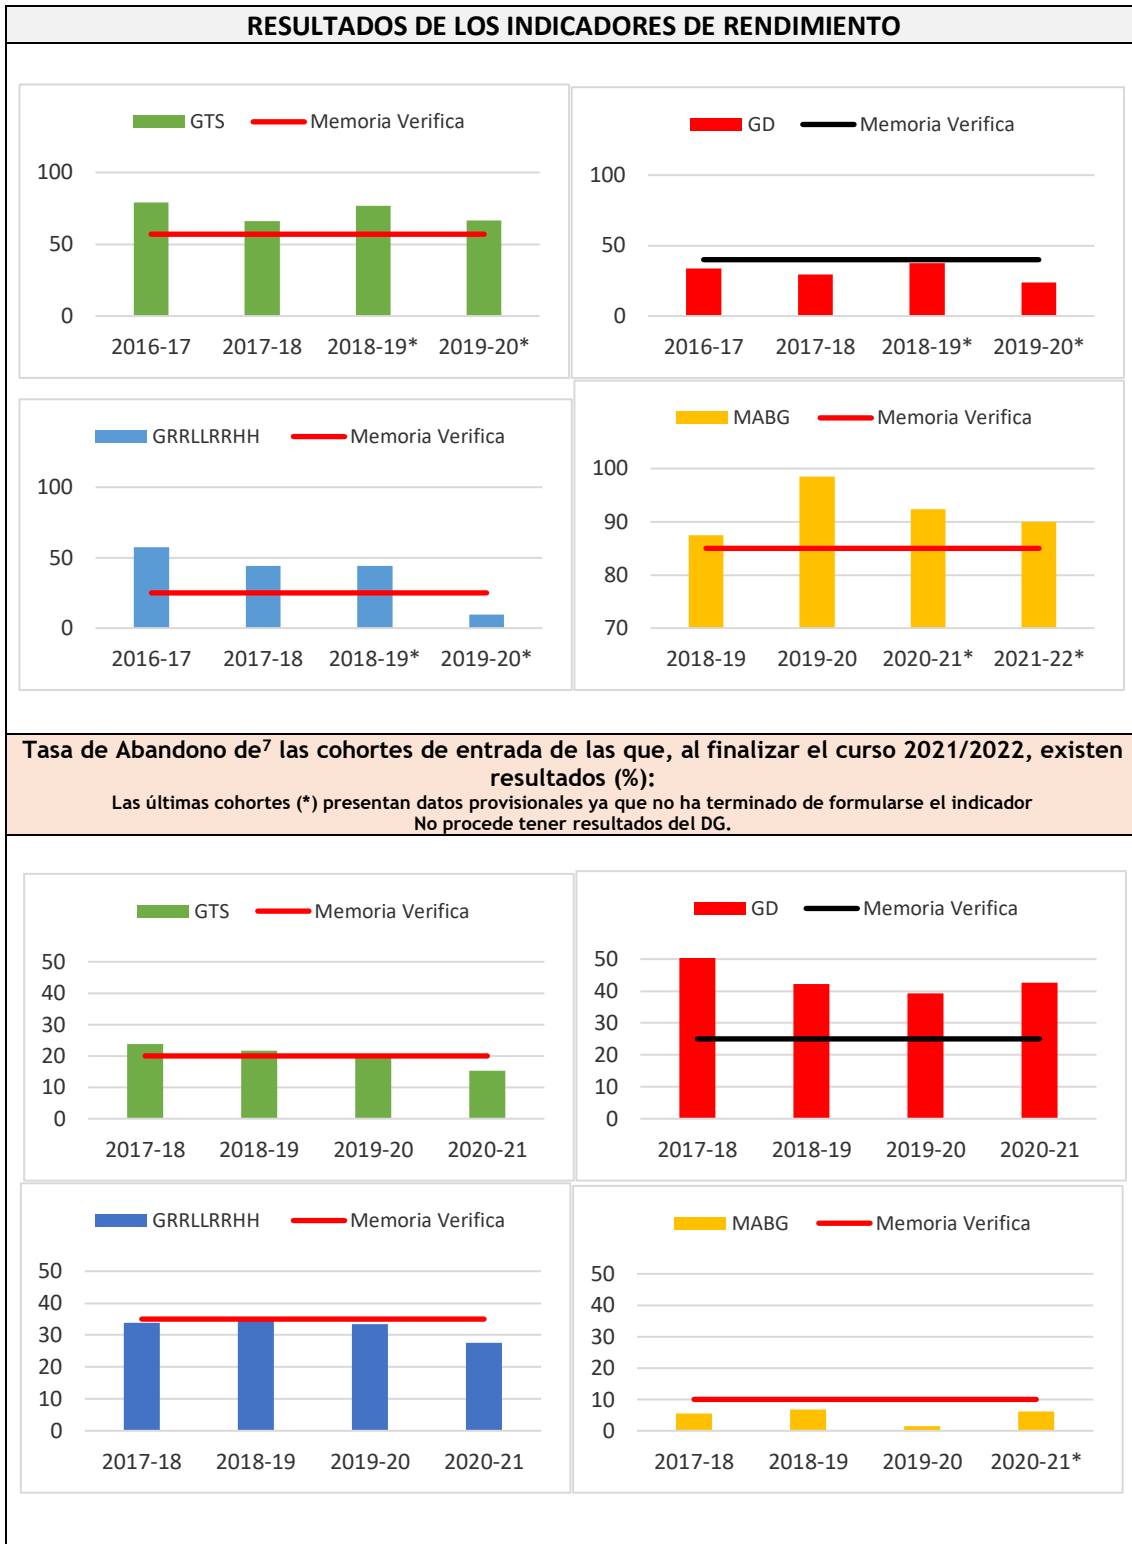 RESULTADOS DE LOS INDICADORES DE RENDIMIENTO
GTS Memoria Verifica
100
50
0
2016-17 2017-18 2018-19* 2019-20*
GD Memoria Verifica
100
50
0
2016-17 2017-18 2018-19* 2019-20*
GRRLLRRHH Memoria Verifica
100
50
0
2016-17 2017-18 2018-19* 2019-20*
MABG Memoria Verifica
100
90
80
70
2018-19 2019-20 2020-21* 2021-22*
Tasa de Abandono de⁷ las cohortes de entrada de las que, al finalizar el curso 2021/2022, existen
resultados (%):
Las últimas cohortes (*) presentan datos provisionales ya que no ha terminado de formularse el indicador
No procede tener resultados del DG.
GTS Memoria Verifica
50
40
30
20
10
0
2017-18 2018-19 2019-20 2020-21
GD Memoria Verifica
50
40
30
20
10
0
2017-18 2018-19 2019-20 2020-21
GRRLLRRHH Memoria Verifica
50
40
30
20
10
0
2017-18 2018-19 2019-20 2020-21
MABG Memoria Verifica
50
40
30
20
10
0
2017-18 2018-19 2019-20 2020-21*